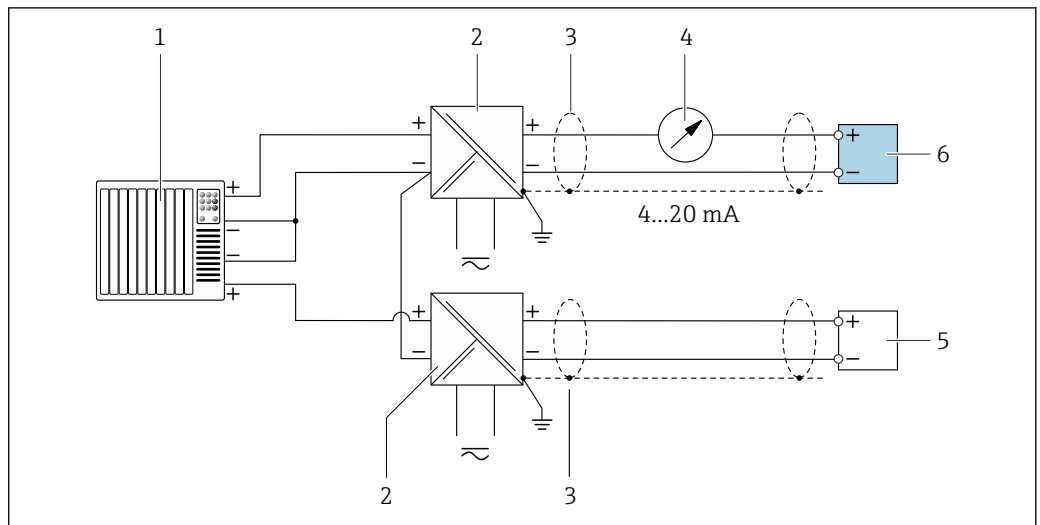 1 2 3 4
+ + +
+ 6
− − −
+ 4...20 mA
−
−
+ + + +
5
− − −
2 3